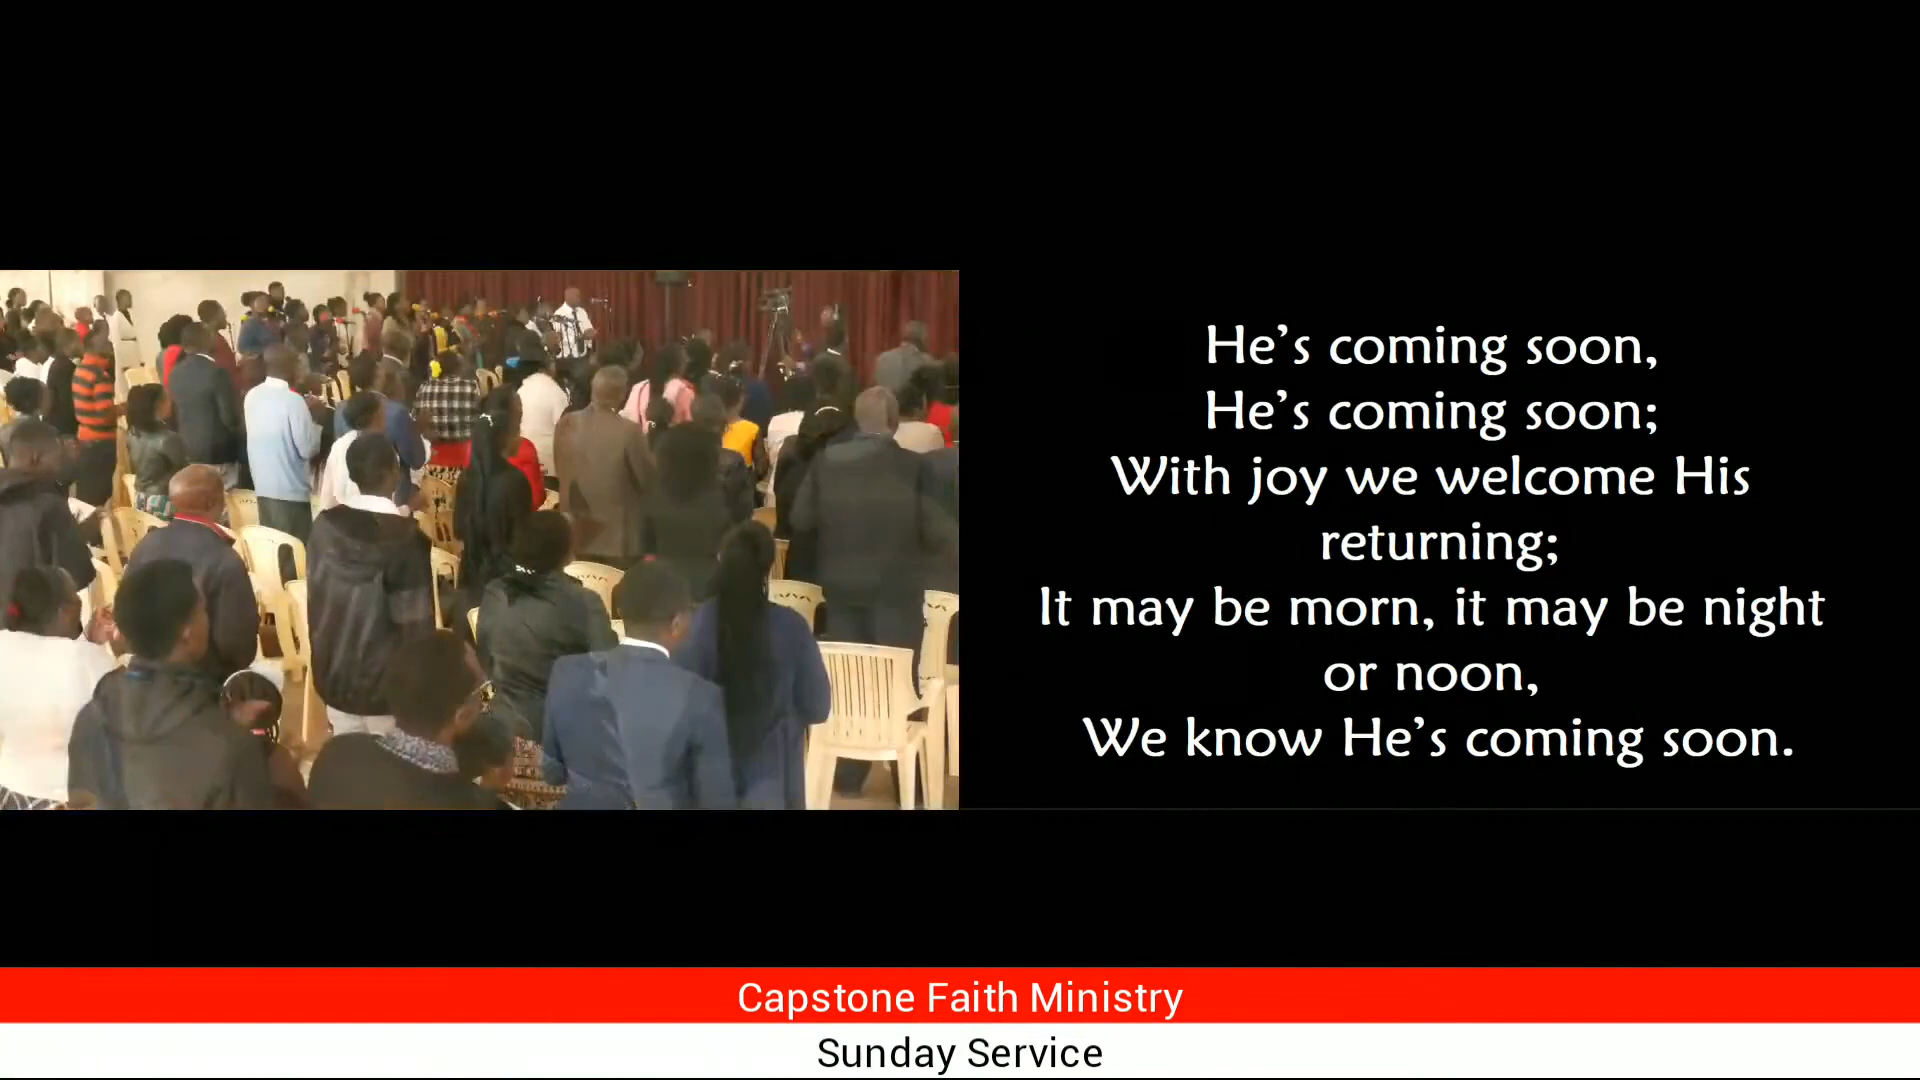 He’s coming soon,
He’s coming soon;
With joy we welcome His
returning;
It may be morn, it may be night
or noon,
We know He’s coming soon.
Capstone Faith Ministry
Sunday Service